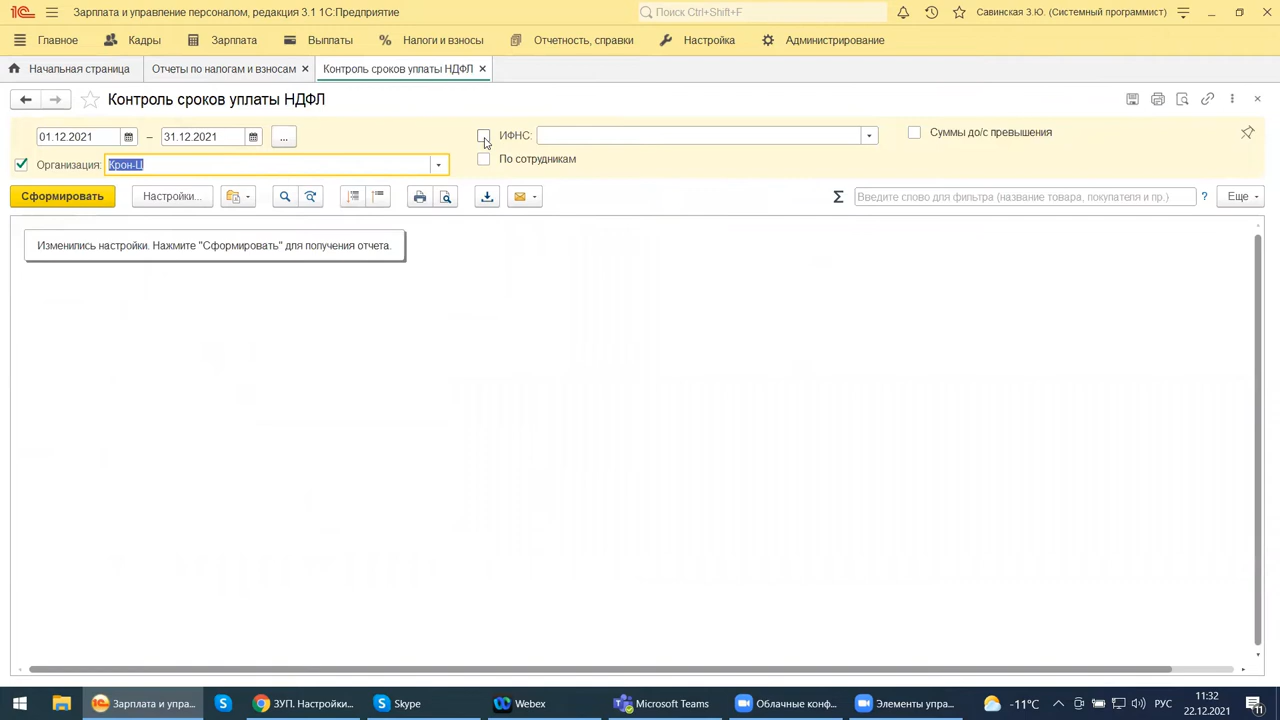 Зарплата и управление персоналом, редакция 3.1 1С:Предприятие
Поиск Ctrl+Shift+F
Савинская З.Ю. (Системный программист)
Главное
Кадры
Зарплата
Выплаты
Налоги и взносы
Отчетность, справки
Настройка
Администрирование
Начальная страница
Отчеты по налогам и взносам
Контроль сроков уплаты НДФЛ
Контроль сроков уплаты НДФЛ
01.12.2021 – 31.12.2021 ...
ИФНС:
Суммы до/с превышения
Организация: Крон-Ц
По сотрудникам
Сформировать
Настройки...
Введите слово для фильтра (название товара, покупателя и пр.)
?
Еще
Изменились настройки. Нажмите "Сформировать" для получения отчета.
Зарплата и упра...
ЗУП. Настройки...
Skype
Webex
Microsoft Teams
Облачные конф...
Элементы упра...
-11°C
РУС
11:32
22.12.2021
11